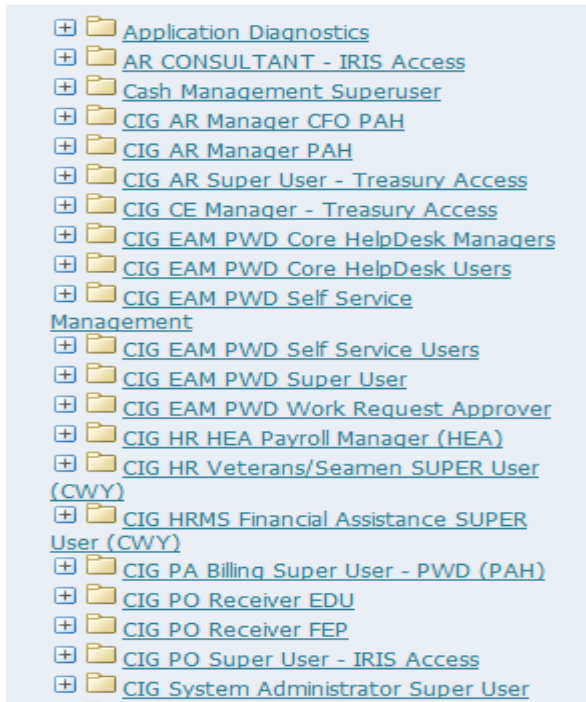 Application Diagnostics
AR CONSULTANT - IRIS Access
Cash Management Superuser
CIG AR Manager CFO PAH
CIG AR Manager PAH
CIG AR Super User - Treasury Access
CIG CE Manager - Treasury Access
CIG EAM PWD Core HelpDesk Managers
CIG EAM PWD Core HelpDesk Users
CIG EAM PWD Self Service
Management
CIG EAM PWD Self Service Users
CIG EAM PWD Super User
CIG EAM PWD Work Request Approver
CIG HR HEA Payroll Manager (HEA)
CIG HR Veterans/Seamen SUPER User
(CWY)
CIG HRMS Financial Assistance SUPER
User (CWY)
CIG PA Billing Super User - PWD (PAH)
CIG PO Receiver EDU
CIG PO Receiver FEP
CIG PO Super User - IRIS Access
CIG System Administrator Super User